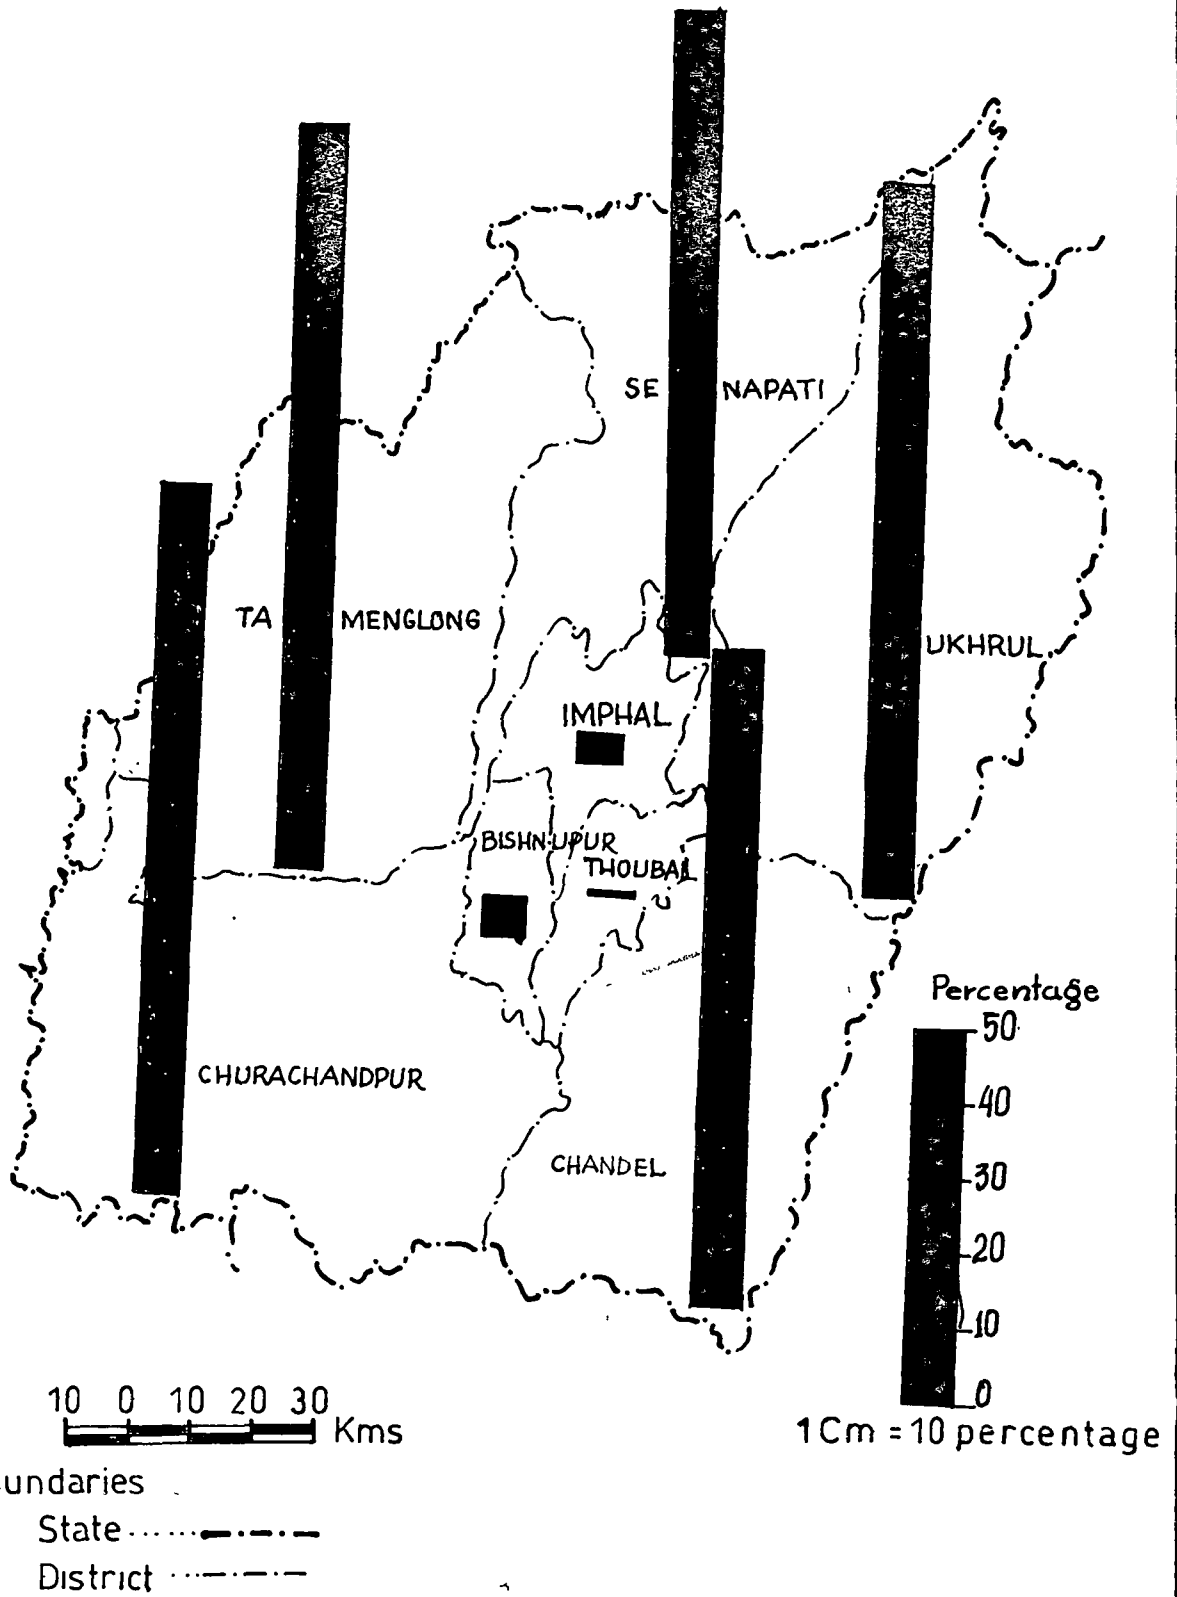 SE NAPATI
TA MENGLONG
UKHRUL
IMPHAL
BISHNUPUR
THOUBAL
Percentage
50
40
30
20
10
0
CHURACHANDPUR
CHANDEL
10 0 10 20 30
Kms
1 Cm = 10 percentage
undaries
State
District